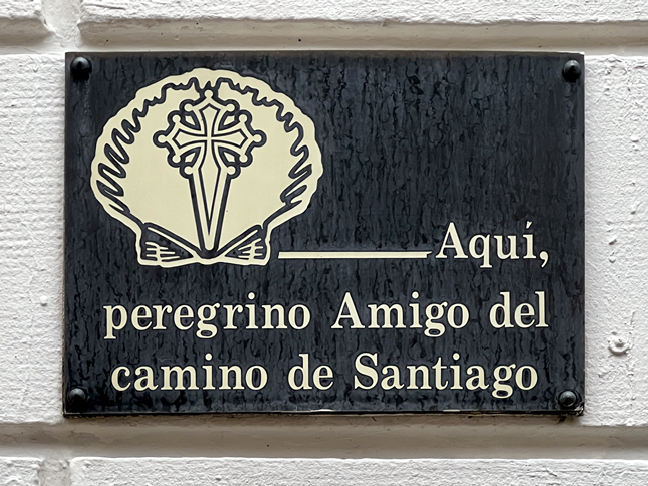 Aquí,
peregrino Amigo del
camino de Santiago